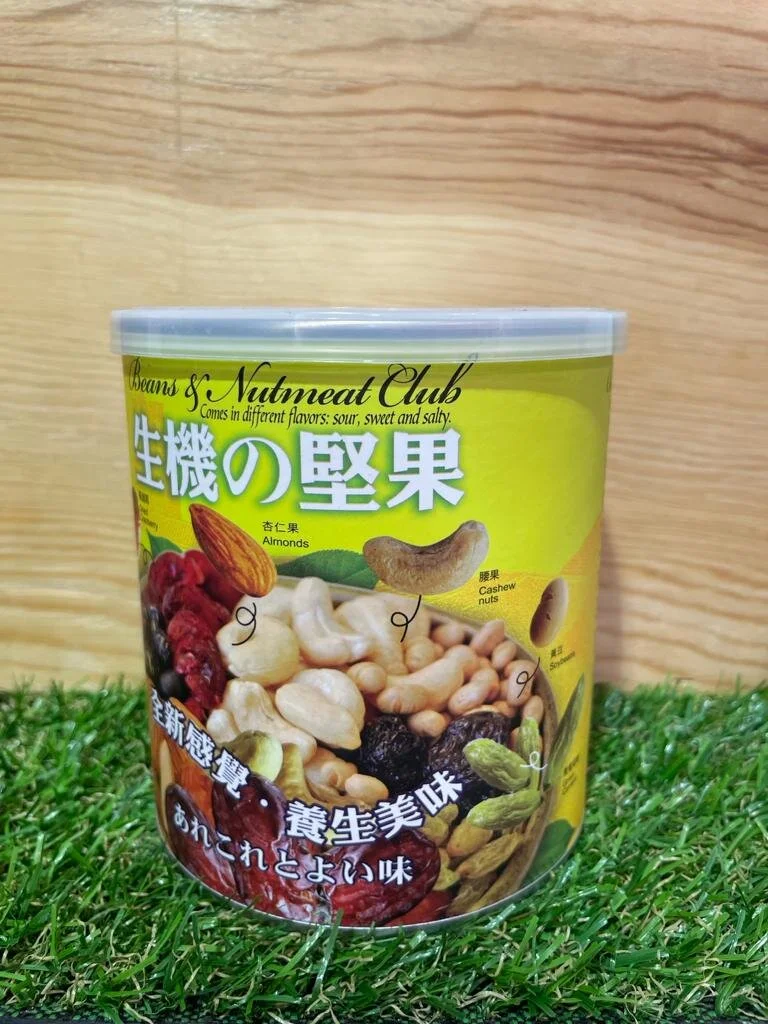 Beans & Nutmeat Club
Comes in different flavors: sour, sweet and salty.
生機の堅果
杏仁果
Almonds
腰果
Cashew
nuts
黃豆
Soybeans
全新感覺・養生美味
あれこれとよい味